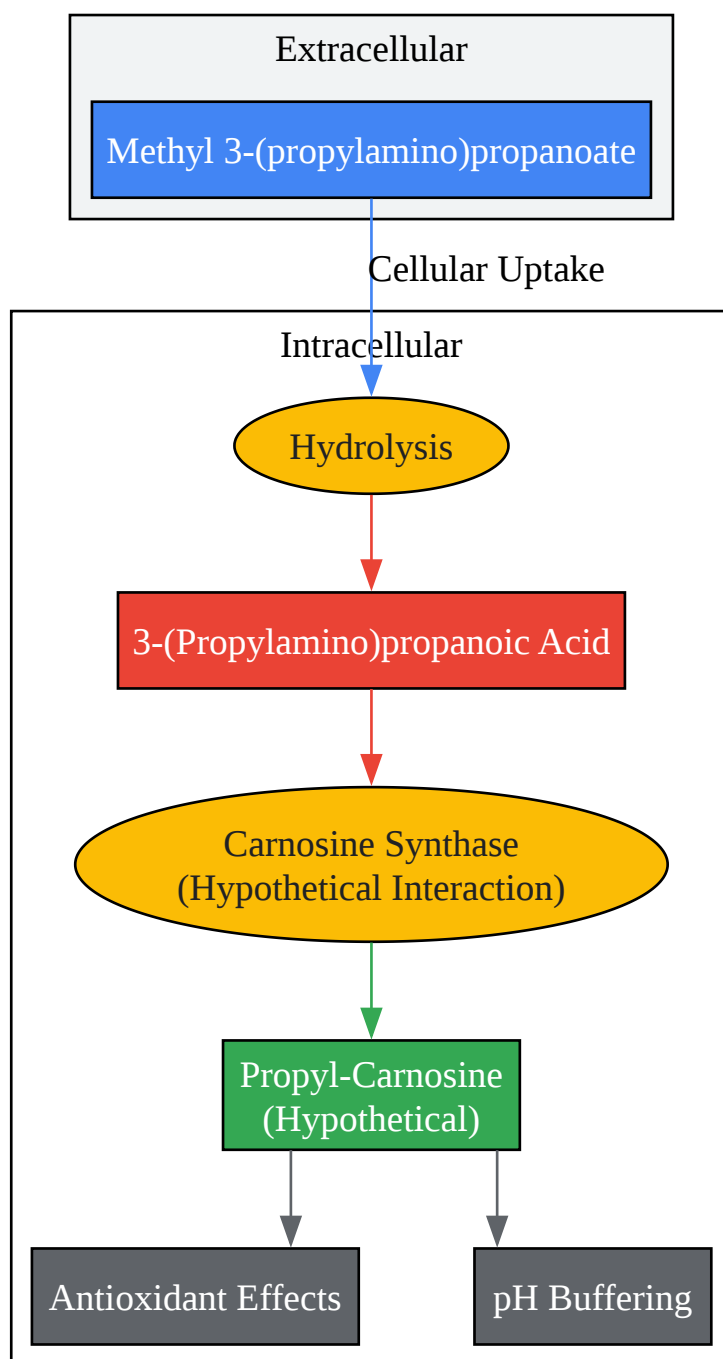 Extracellular
Methyl 3-(propylamino)propanoate
Cellular Uptake
Intracellular
Hydrolysis
3-(Propylamino)propanoic Acid
Carnosine Synthase
(Hypothetical Interaction)
Propyl-Carnosine
(Hypothetical)
Antioxidant Effects
pH Buffering